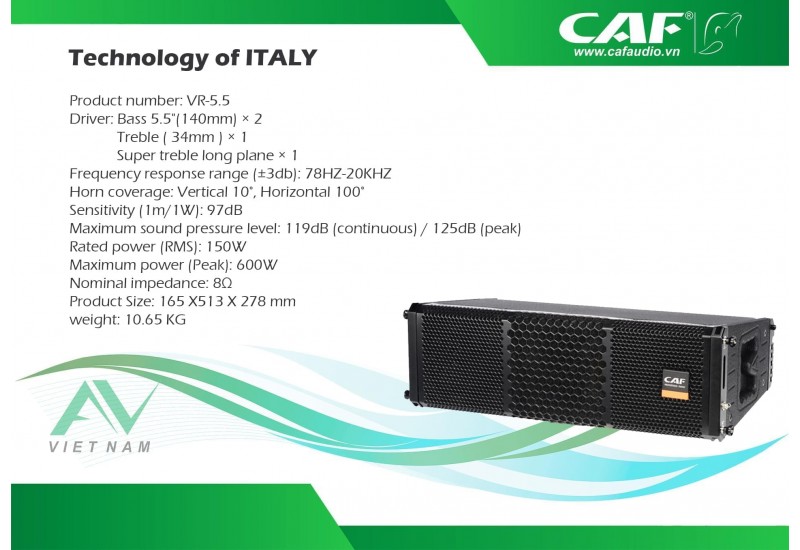 CAF®
www.cafaudio.vn
Technology of ITALY
Product number: VR-5.5
Driver: Bass 5.5"(140mm) × 2
Treble ( 34mm ) × 1
Super treble long plane × 1
Frequency response range (±3db): 78HZ-20KHZ
Horn coverage: Vertical 10°, Horizontal 100°
Sensitivity (1m/1W): 97dB
Maximum sound pressure level: 119dB (continuous) / 125dB (peak)
Rated power (RMS): 150W
Maximum power (Peak): 600W
Nominal impedance: 8Ω
Product Size: 165 X513 X 278 mm
weight: 10.65 KG
CAF
AV
VIET NAM